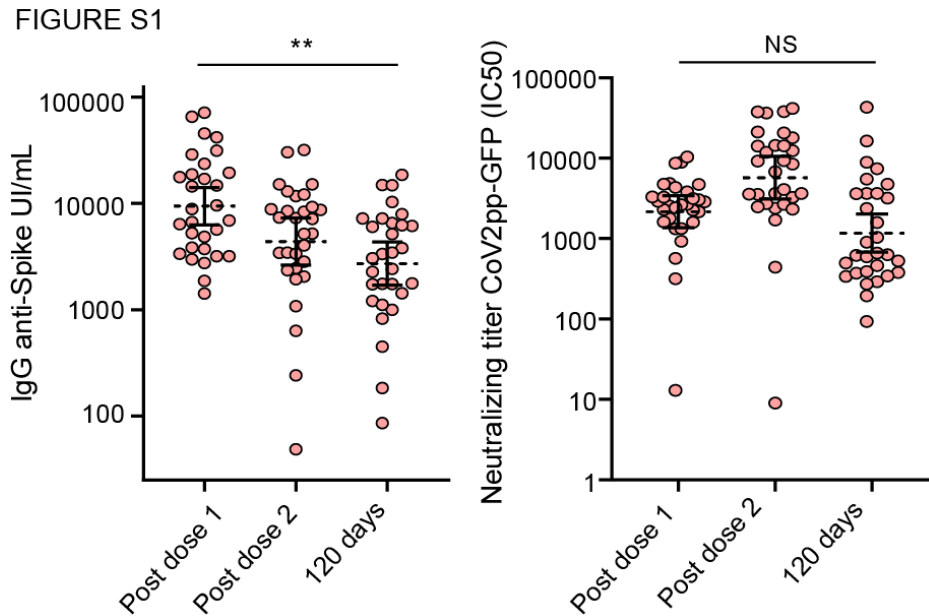 FIGURE S1
**
IgG anti-Spike UI/mL
100000
10000
1000
100
Post dose 1
Post dose 2
120 days
NS
Neutralizing titer CoV2pp-GFP (IC50)
100000
10000
1000
100
10
1
Post dose 1
Post dose 2
120 days